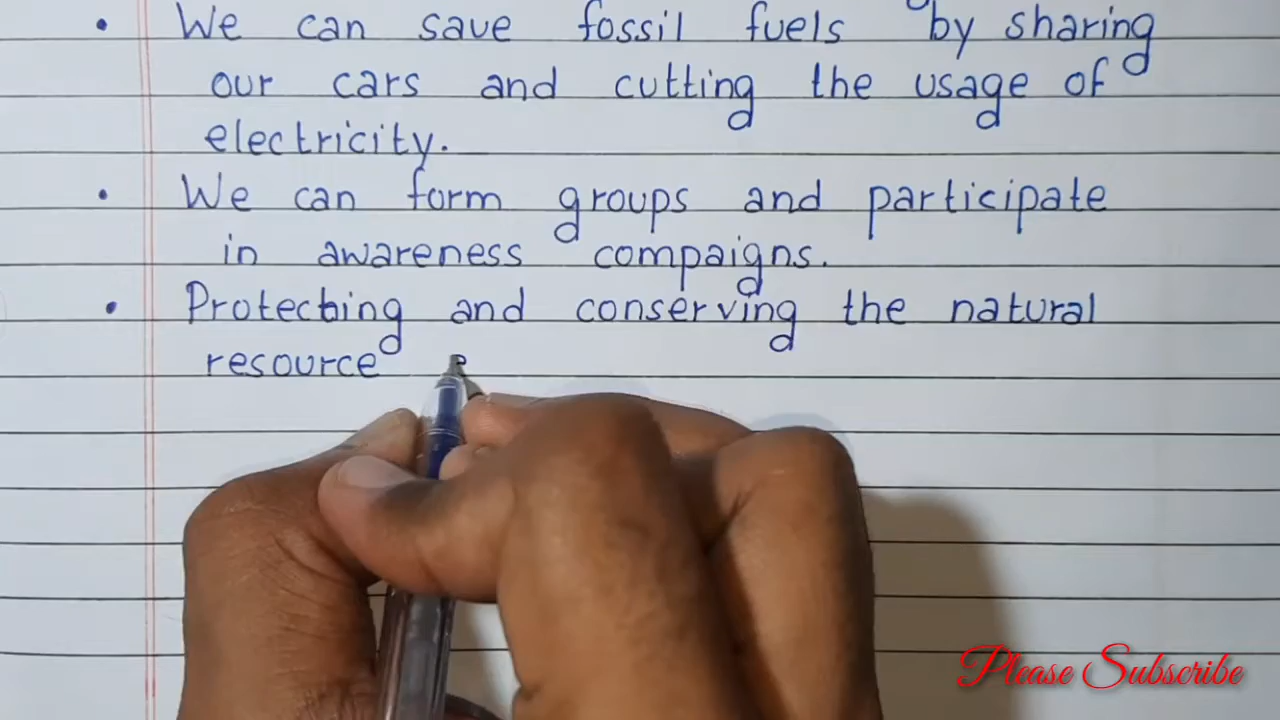 • We can save fossil fuels by sharing
our cars and cutting the usage of
electricity.
• We can form groups and participate
in awareness compaigns.
• Protecting and conserving the natural
resource
Please Subscribe